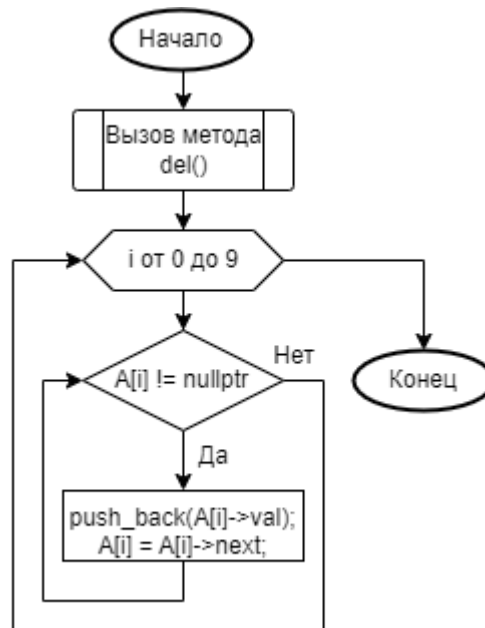 Начало
Вызов метода
del()
i от 0 до 9
A[i] != nullptr
Нет
Конец
Да
push_back(A[i]->val);
A[i] = A[i]->next;